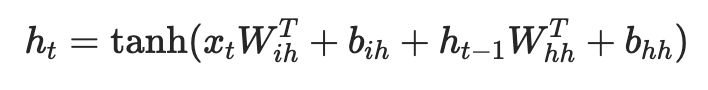 h_t = tanh(x_t W_{ih}^T + b_{ih} + h_{t−1} W_{hh}^T + b_{hh})